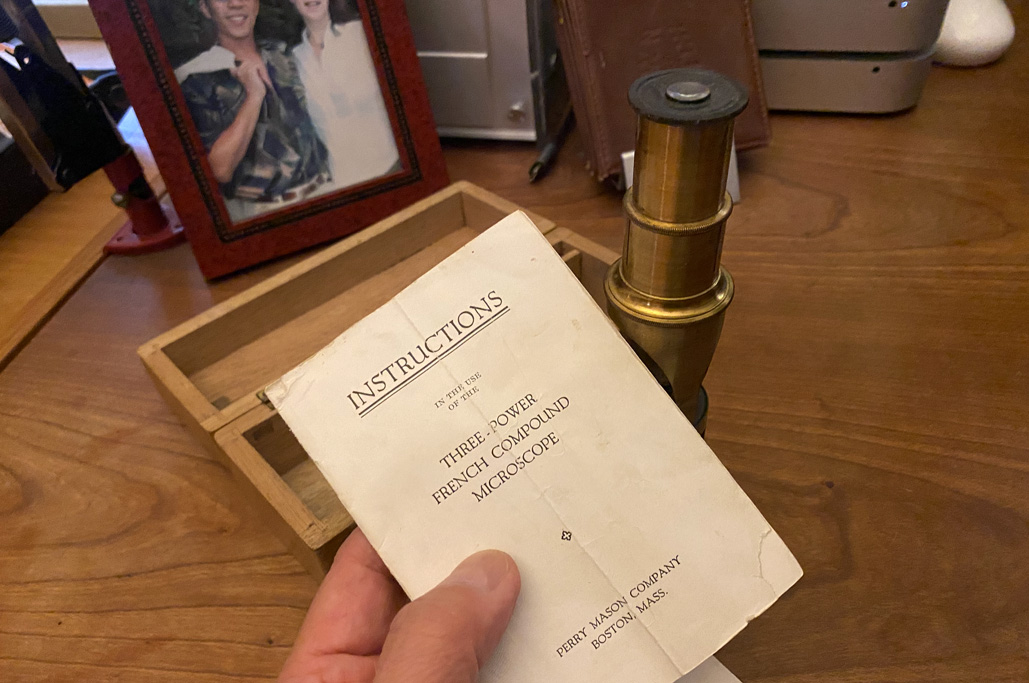 INSTRUCTIONS
IN THE USE
OF THE
THREE-POWER
FRENCH COMPOUND
MICROSCOPE
PERRY MASON COMPANY
BOSTON, MASS.